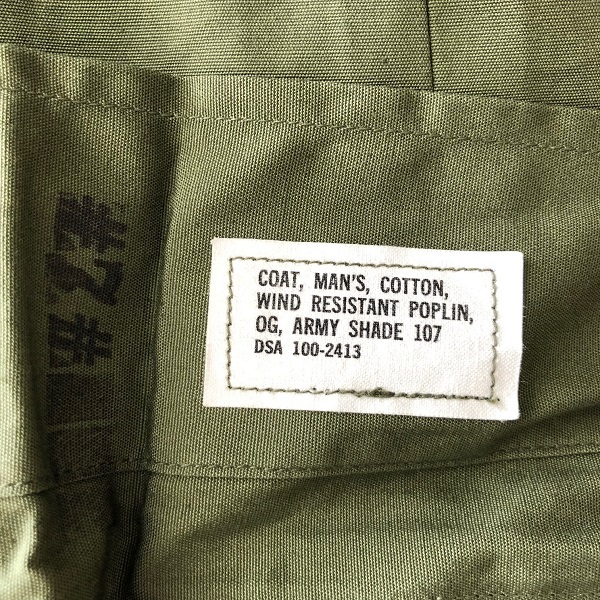 COAT, MAN'S, COTTON,
WIND RESISTANT POPLIN,
OG, ARMY SHADE 107
DSA 100-2413